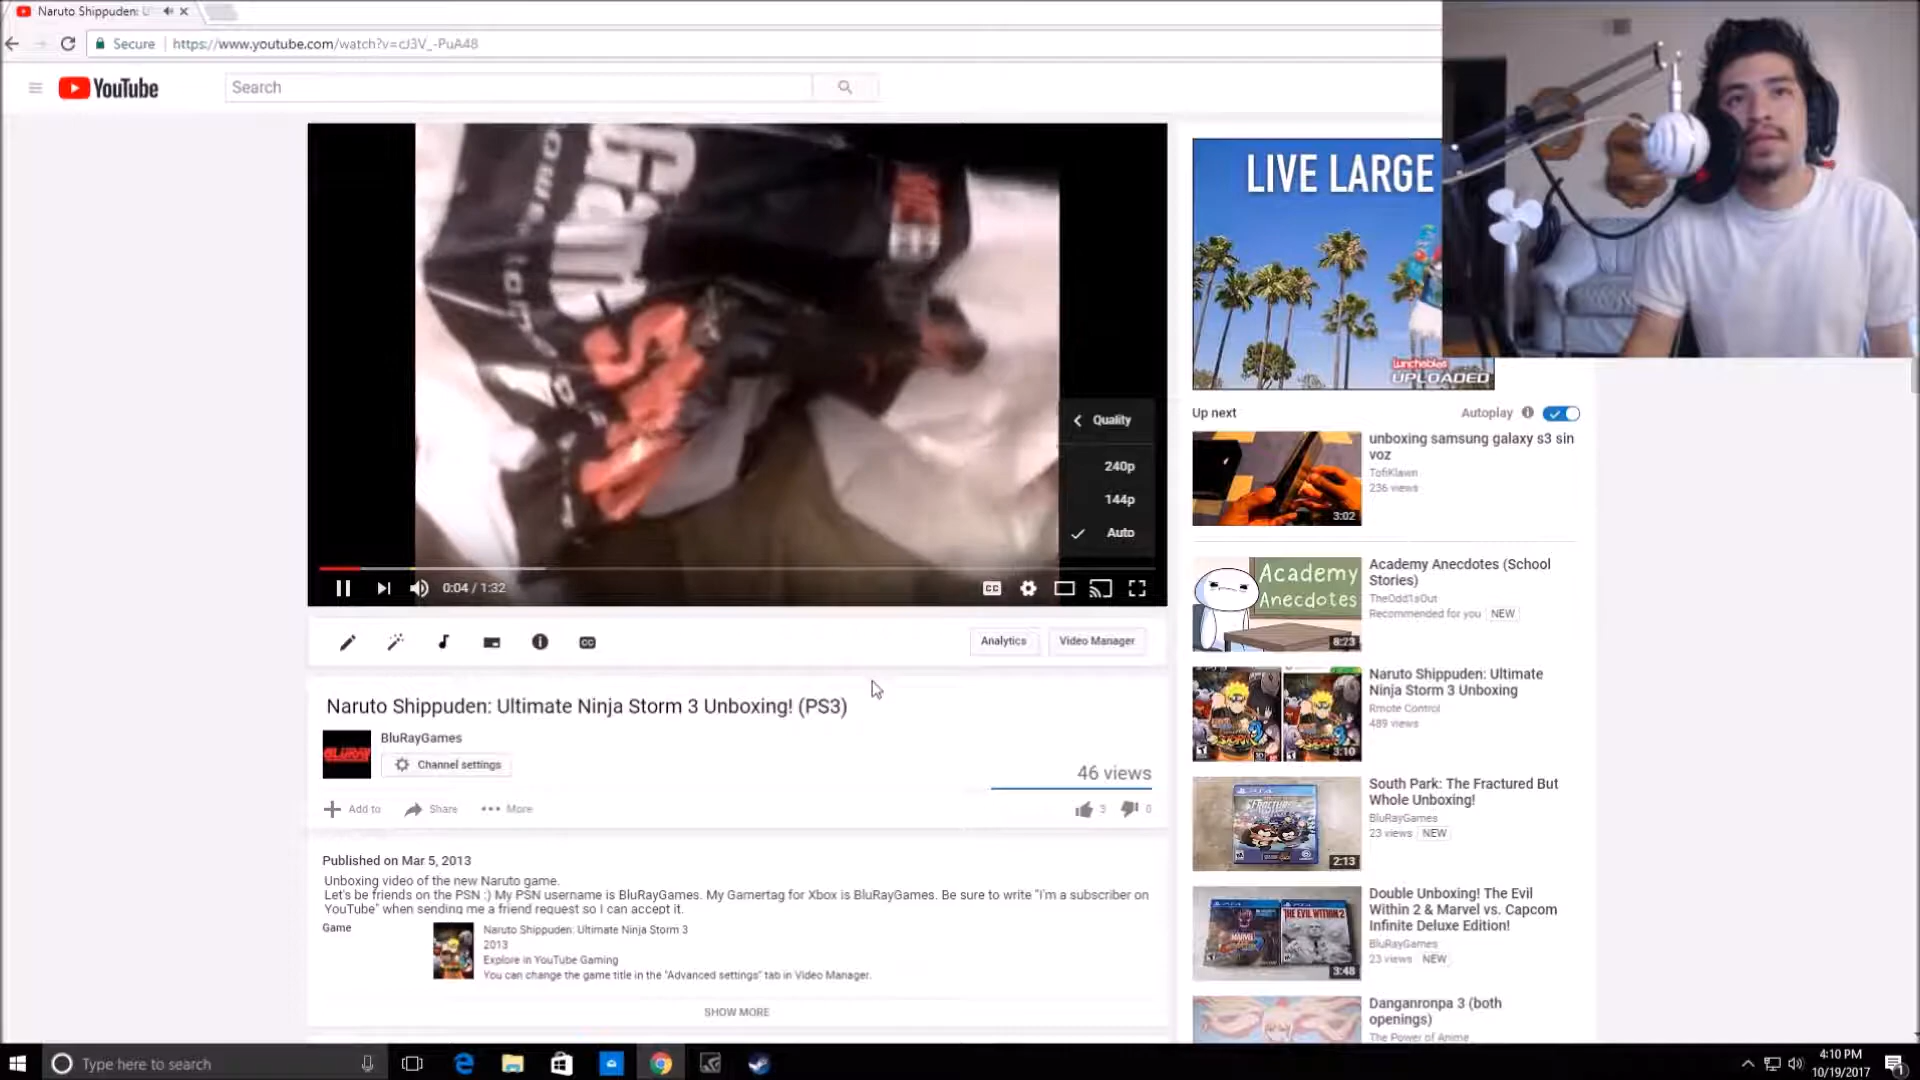 Naruto Shippuden: U
Secure
https://www.youtube.com/watch?v=cJ3V_-PuA48
YouTube
Search
LIVE LARGE
Lunchables
UPLOADED
Quality
240p
144p
Auto
0:04 / 1:32
CC
Analytics
Video Manager
Naruto Shippuden: Ultimate Ninja Storm 3 Unboxing! (PS3)
BLURAY
BluRayGames
Channel settings
46 views
Add to
Share
More
3
0
Published on Mar 5, 2013
Unboxing video of the new Naruto game.
Let's be friends on the PSN :) My PSN username is BluRayGames. My Gamertag for Xbox is BluRayGames. Be sure to write "I'm a subscriber on
YouTube" when sending me a friend request so I can accept it.
Game
Naruto Shippuden: Ultimate Ninja Storm 3
2013
Explore in YouTube Gaming
You can change the game title in the "Advanced settings" tab in Video Manager.
SHOW MORE
Up next
Autoplay
unboxing samsung galaxy s3 sin
voz
TofiKlawn
236 views
3:02
Academy
Anecdotes
8:23
Academy Anecdotes (School
Stories)
TheOdd1sOut
Recommended for you NEW
Naruto Shippuden: Ultimate
Ninja Storm 3 Unboxing
Rmote Control
489 views
3:10
South Park: The Fractured But
Whole Unboxing!
BluRayGames
23 views NEW
2:13
THE EVIL WITHIN 2
Double Unboxing! The Evil
Within 2 & Marvel vs. Capcom
Infinite Deluxe Edition!
BluRayGames
23 views NEW
3:48
Danganronpa 3 (both
openings)
The Power of Anime
Type here to search
4:10 PM
10/19/2017